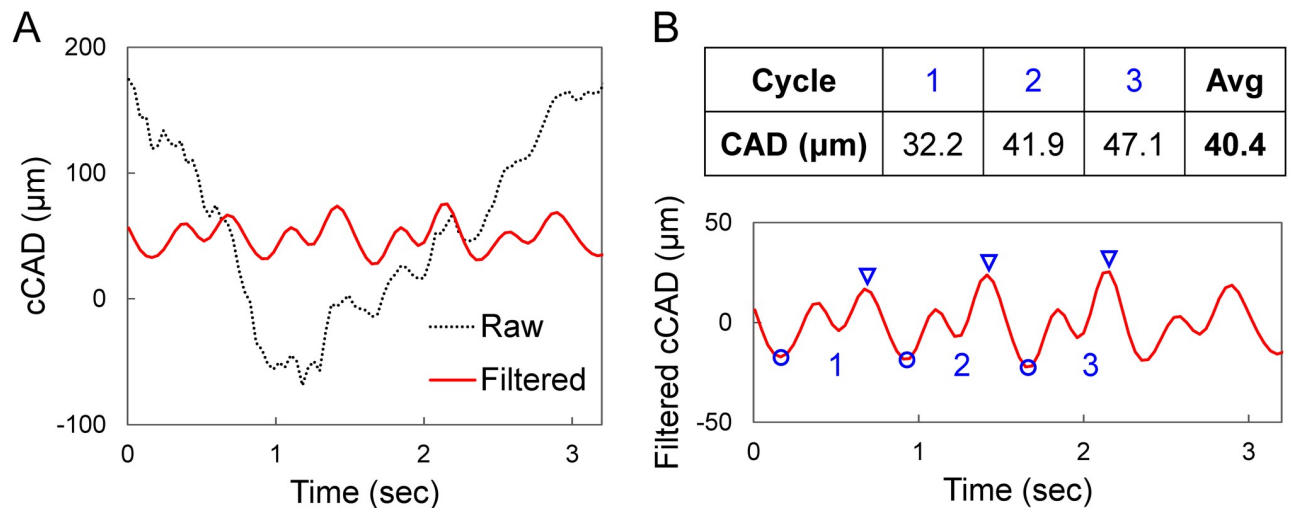 A
200
100
0
-100
cCAD (µm)
Raw
Filtered
0 1 2 3
Time (sec)
B
Cycle 1 2 3 Avg
CAD (µm) 32.2 41.9 47.1 40.4
50
0
-50
Filtered cCAD (µm)
1 2 3
0 1 2 3
Time (sec)